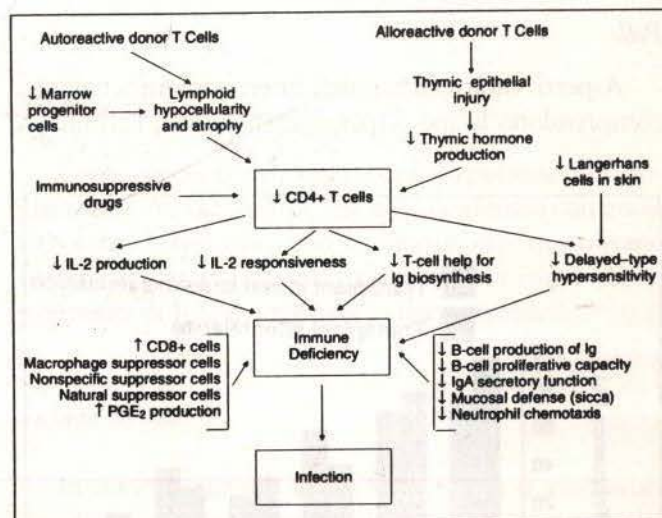 Autoreactive donor T Cells
Alloreactive donor T Cells
↓ Marrow
progenitor
cells
Lymphoid
hypocellularity
and atrophy
Thymic epithelial
injury
↓ Thymic hormone
production
↓ Langerhans
cells in skin
Immunosuppressive
drugs
↓ CD4+ T cells
↓ IL-2 production
↓ IL-2 responsiveness
↓ T-cell help for
Ig biosynthesis
↓ Delayed–type
hypersensitivity
↑ CD8+ cells
Macrophage suppressor cells
Nonspecific suppressor cells
Natural suppressor cells
↑ PGE₂ production
Immune
Deficiency
↓ B-cell production of Ig
↓ B-cell proliferative capacity
↓ IgA secretory function
↓ Mucosal defense (sicca)
↓ Neutrophil chemotaxis
Infection